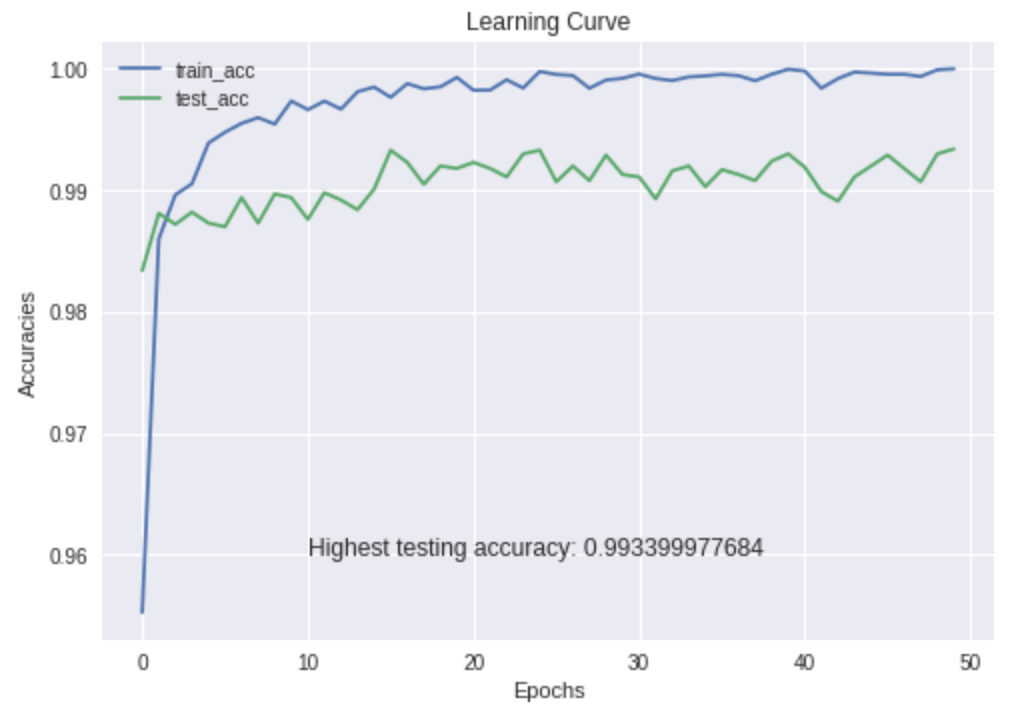 Learning Curve
train_acc
test_acc
1.00
0.99
0.98
0.97
0.96
Accuracies
Highest testing accuracy: 0.993399977684
0 10 20 30 40 50
Epochs